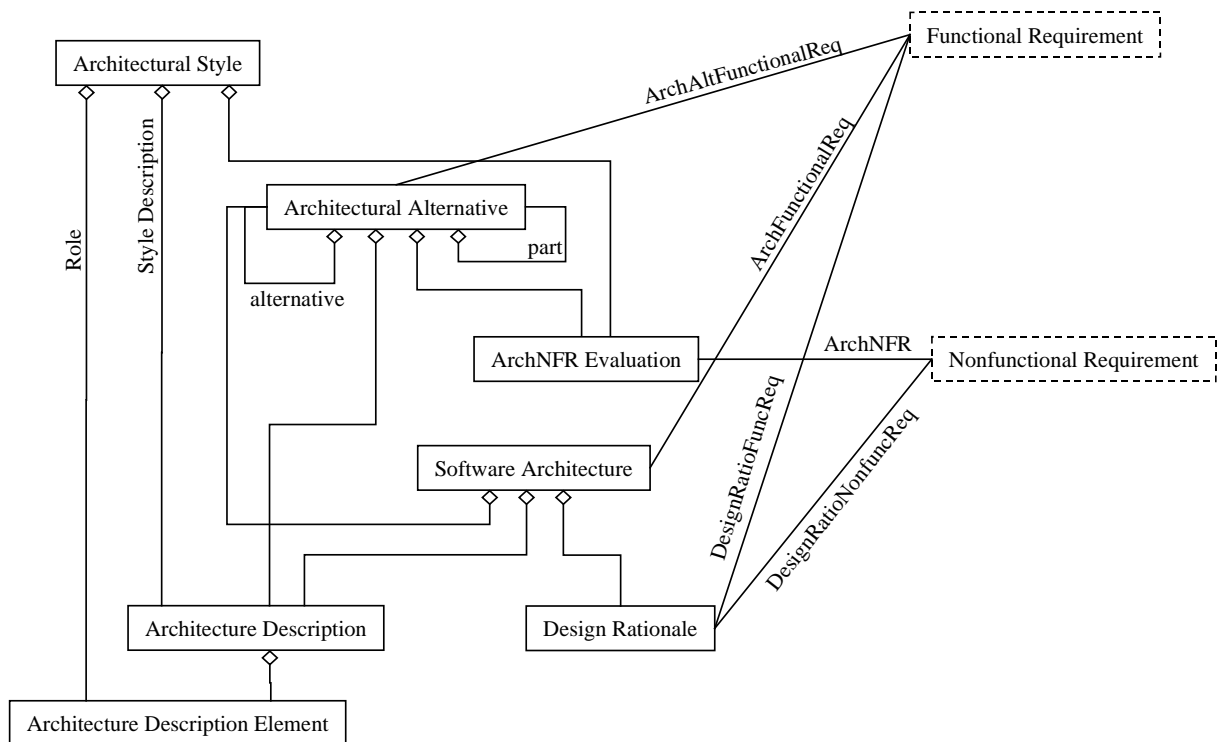 Functional Requirement
Architectural Style
ArchAltFunctionalReq
ArchFunctionalReq
Style Description
Role
Architectural Alternative
part
alternative
ArchNFR Evaluation
ArchNFR
Nonfunctional Requirement
DesignRatioFuncReq
DesignRatioNonfuncReq
Software Architecture
Architecture Description
Design Rationale
Architecture Description Element